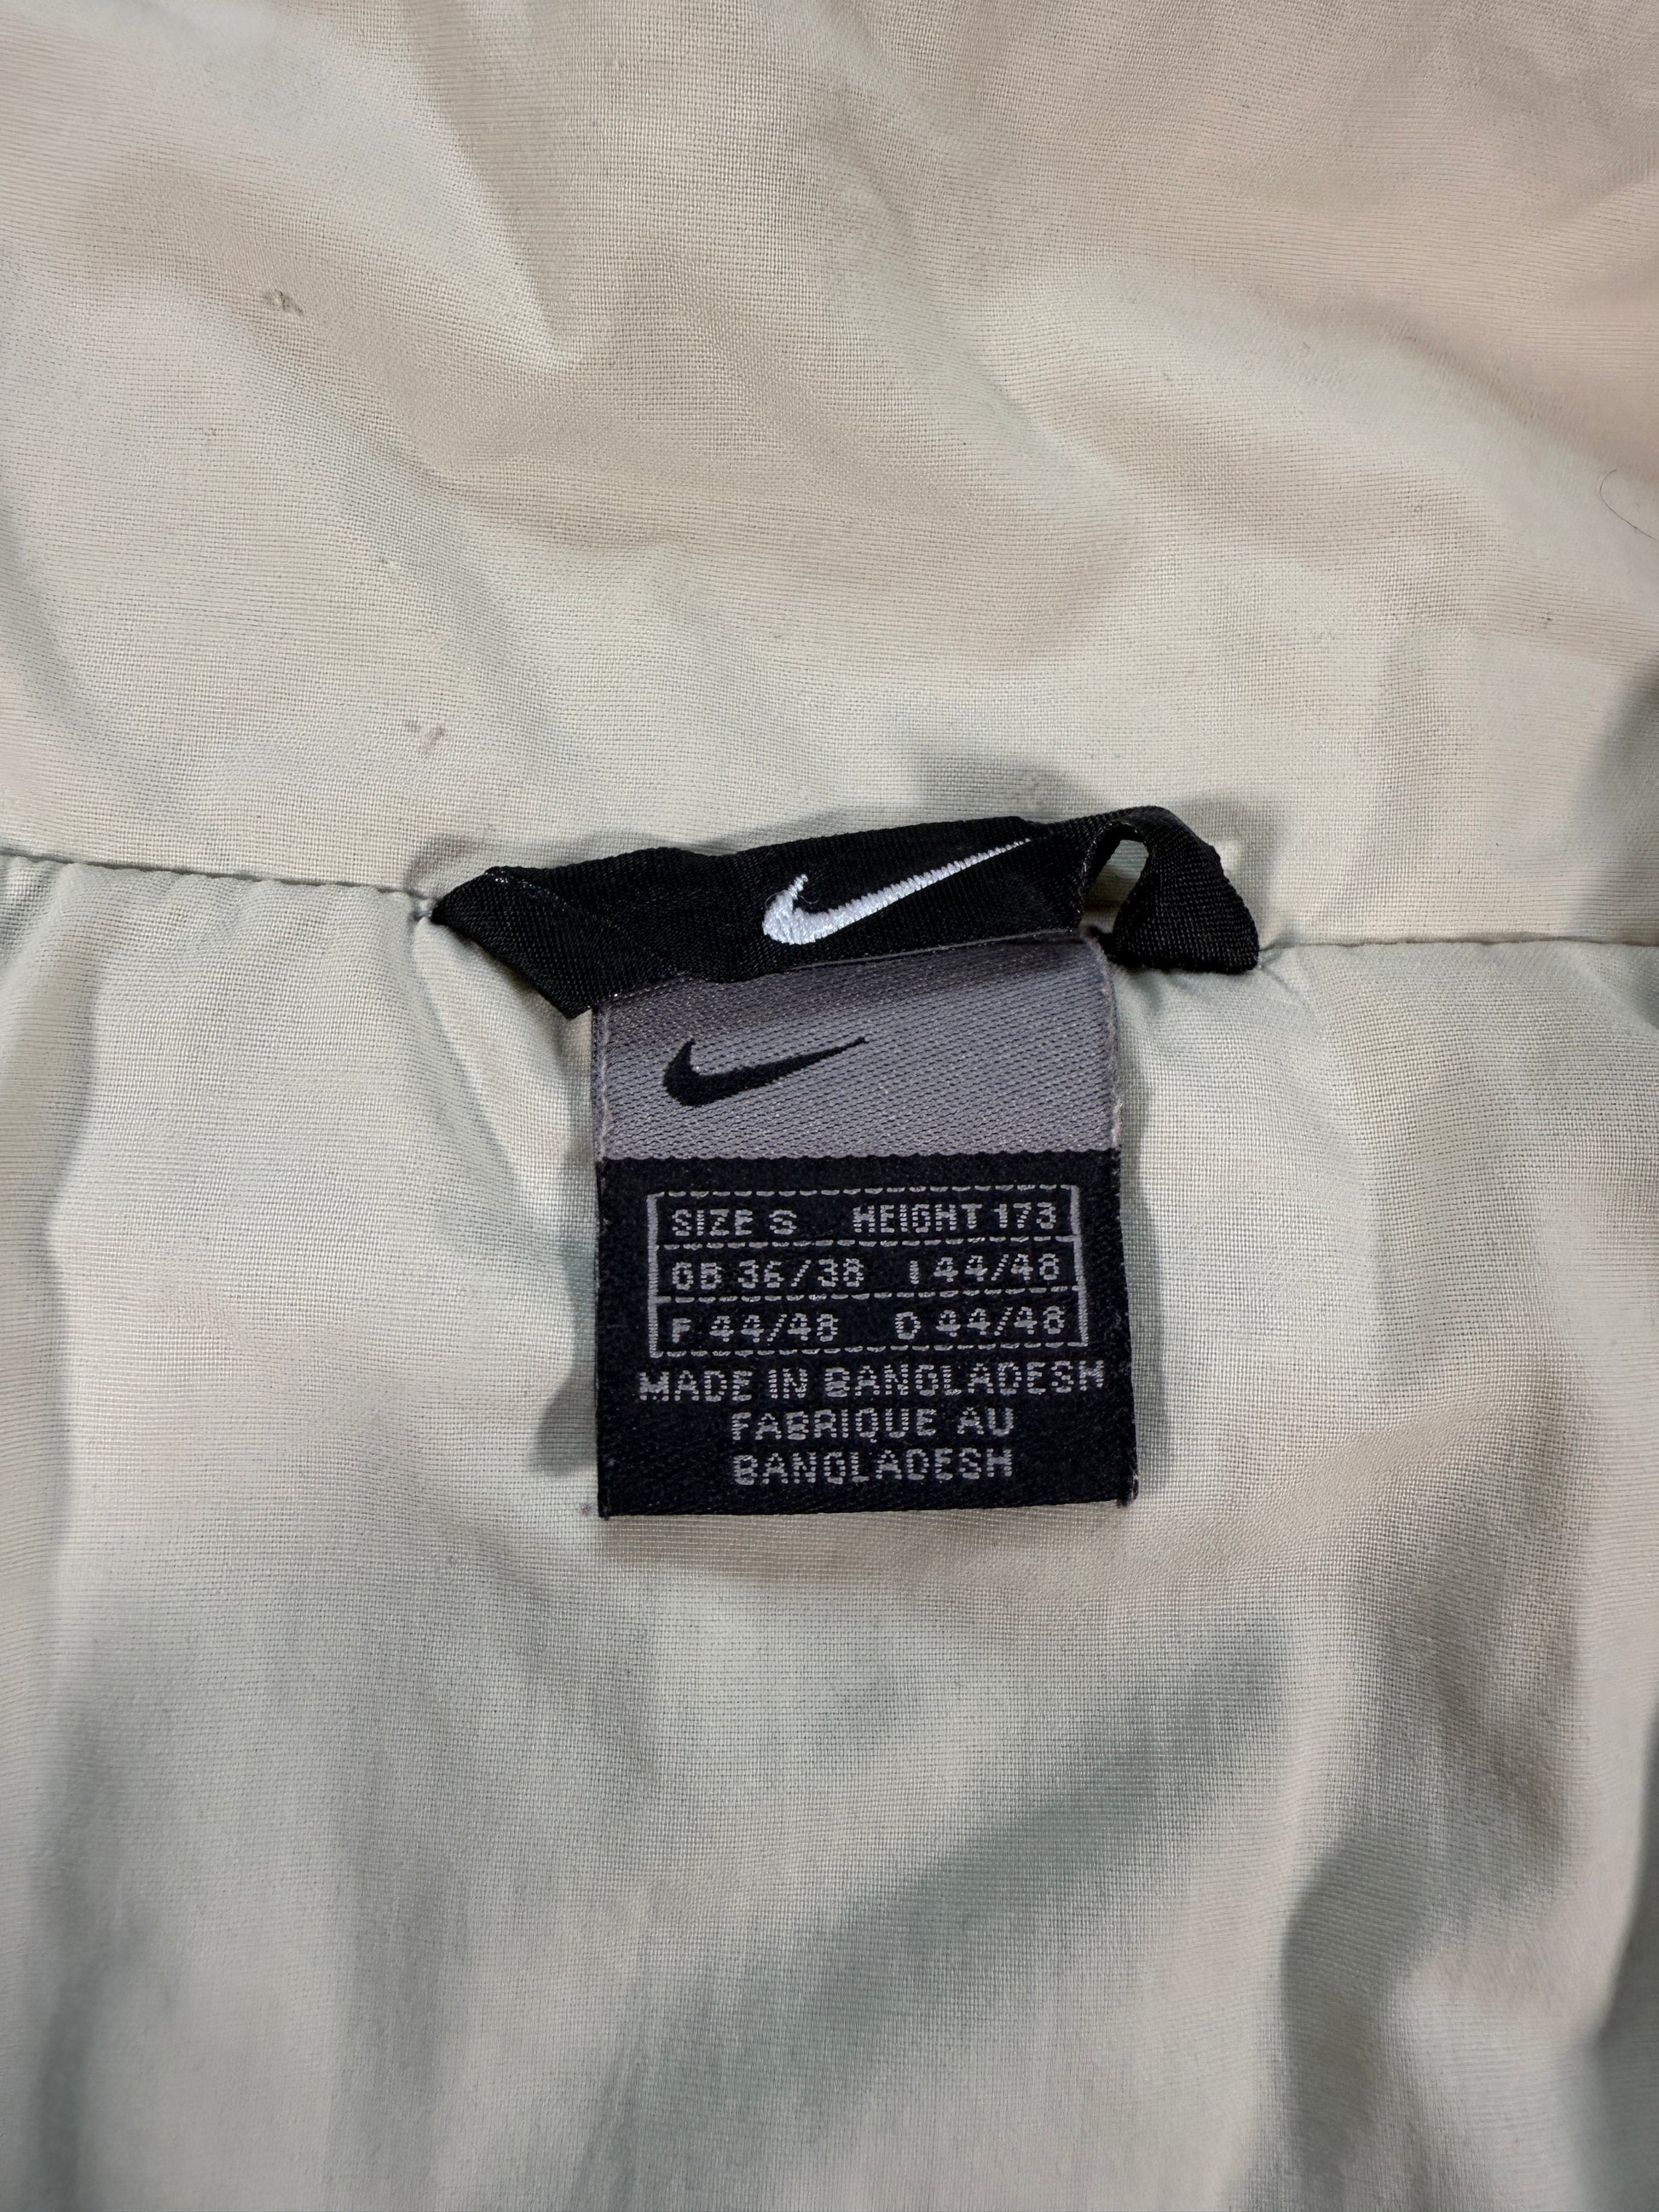 SIZE S HEIGHT 173
GB 36/38 I 44/48
F 44/48 D 44/48
MADE IN BANGLADESH
FABRIQUE AU
BANGLADESH